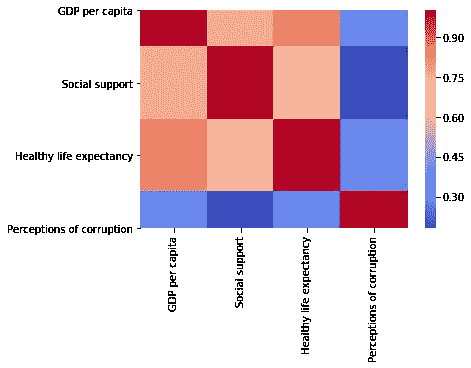 GDP per capita
Social support
Healthy life expectancy
Perceptions of corruption
GDP per capita
Social support
Healthy life expectancy
Perceptions of corruption
0.90
0.75
0.60
0.45
0.30